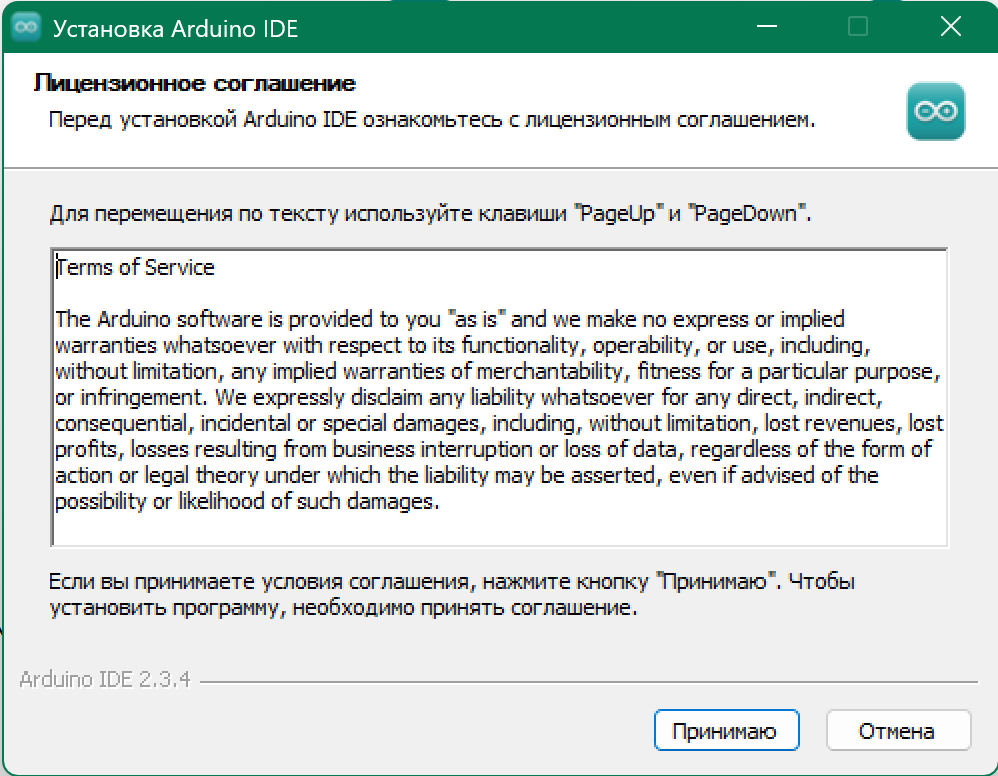 Установка Arduino IDE
Лицензионное соглашение
Перед установкой Arduino IDE ознакомьтесь с лицензионным соглашением.
Для перемещения по тексту используйте клавиши "PageUp" и "PageDown".
Terms of Service
The Arduino software is provided to you "as is" and we make no express or implied
warranties whatsoever with respect to its functionality, operability, or use, including,
without limitation, any implied warranties of merchantability, fitness for a particular purpose,
or infringement. We expressly disclaim any liability whatsoever for any direct, indirect,
consequential, incidental or special damages, including, without limitation, lost revenues, lost
profits, losses resulting from business interruption or loss of data, regardless of the form of
action or legal theory under which the liability may be asserted, even if advised of the
possibility or likelihood of such damages.
Если вы принимаете условия соглашения, нажмите кнопку "Принимаю". Чтобы
установить программу, необходимо принять соглашение.
Arduino IDE 2.3.4
Принимаю
Отмена